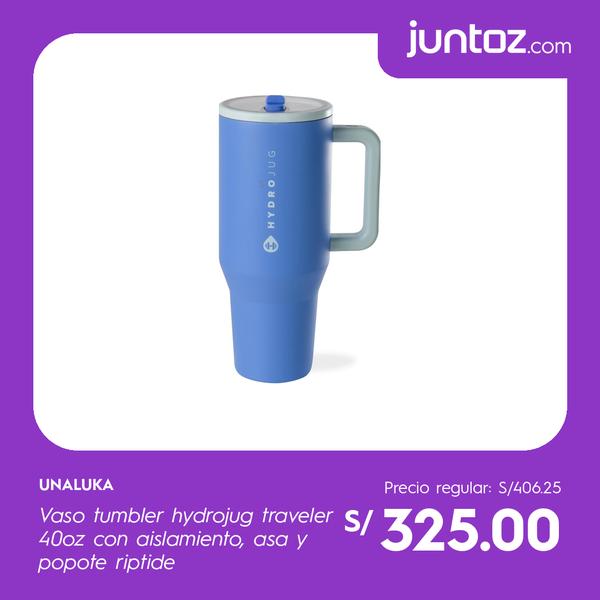 juntoz.com
HYDROJUG
UNALUKA
Vaso tumbler hydrojug traveler
40oz con aislamiento, asa y
popote riptide
Precio regular: S/406.25
S/ 325.00